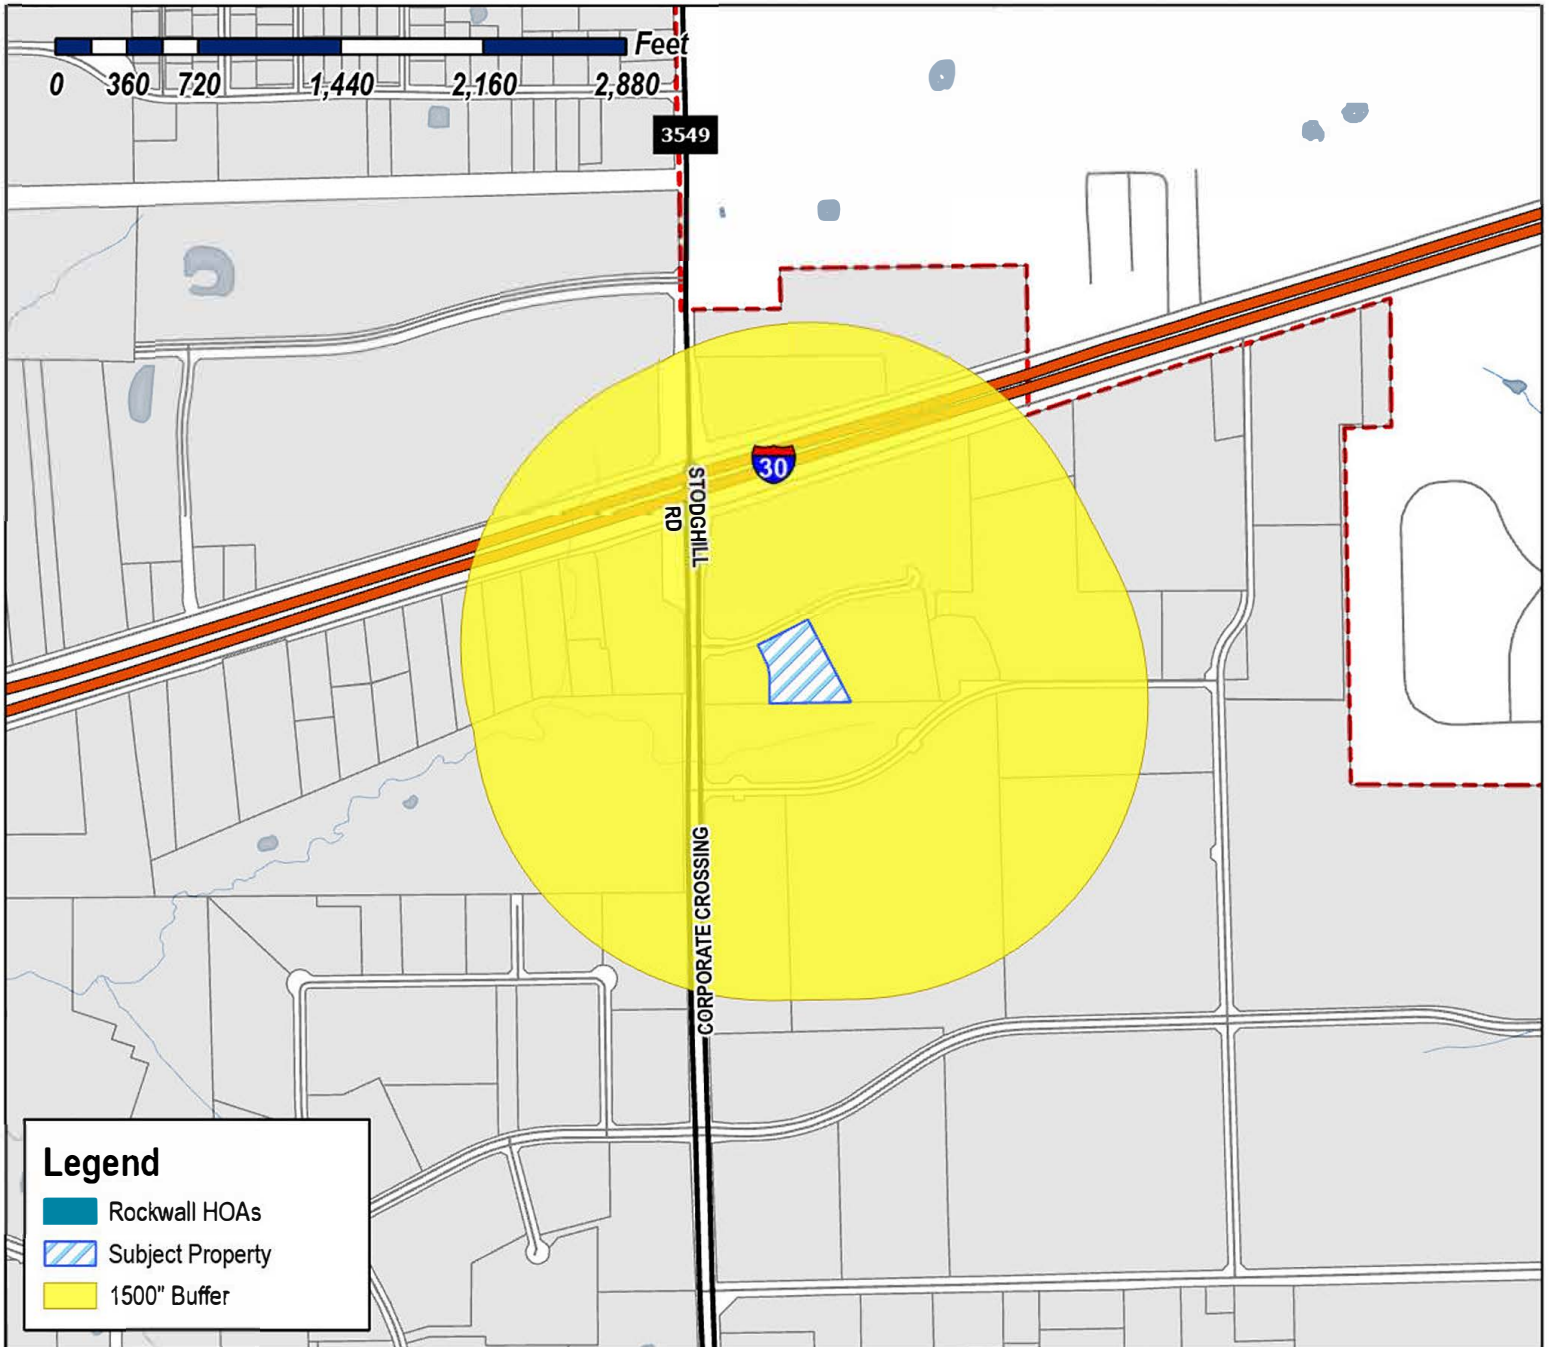 Feet
0 360 720 1,440 2,160 2,880
3549
30
STODGHILL
RD
CORPORATE CROSSING
Legend
Rockwall HOAs
Subject Property
1500" Buffer